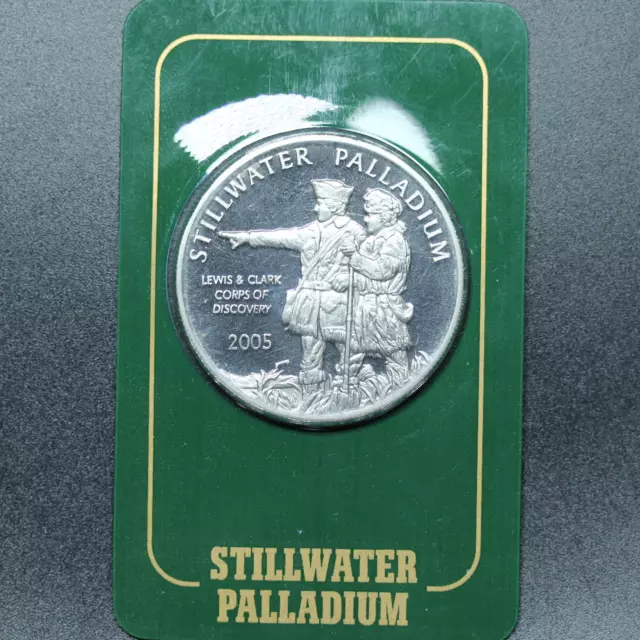 STILLWATER PALLADIUM
LEWIS & CLARK
CORPS OF
DISCOVERY
2005
STILLWATER
PALLADIUM